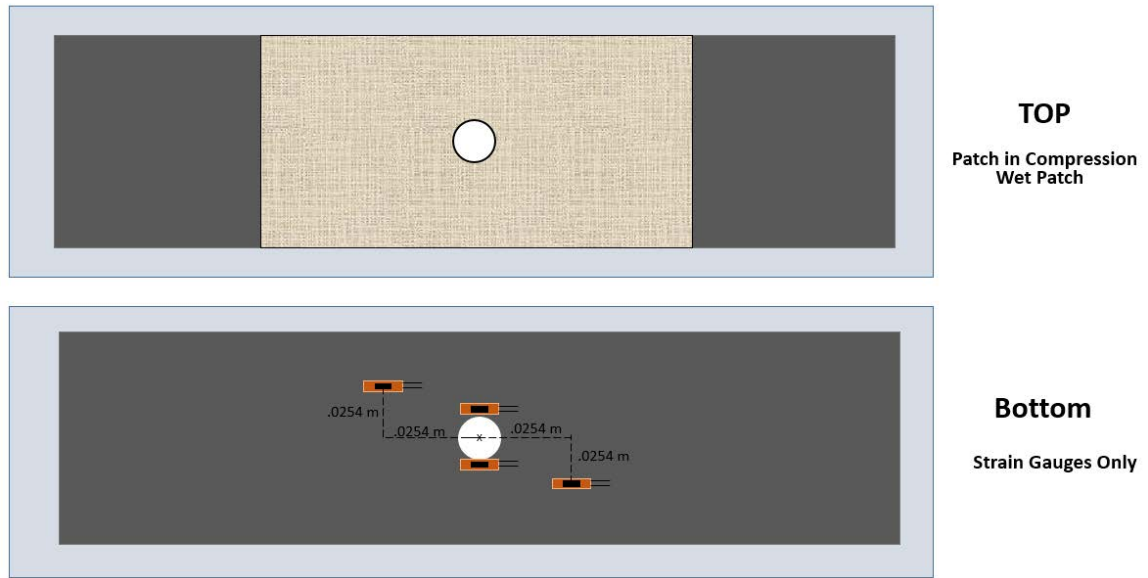 TOP
Patch in Compression
Wet Patch
.0254 m
.0254 m
x
.0254 m
.0254 m
Bottom
Strain Gauges Only